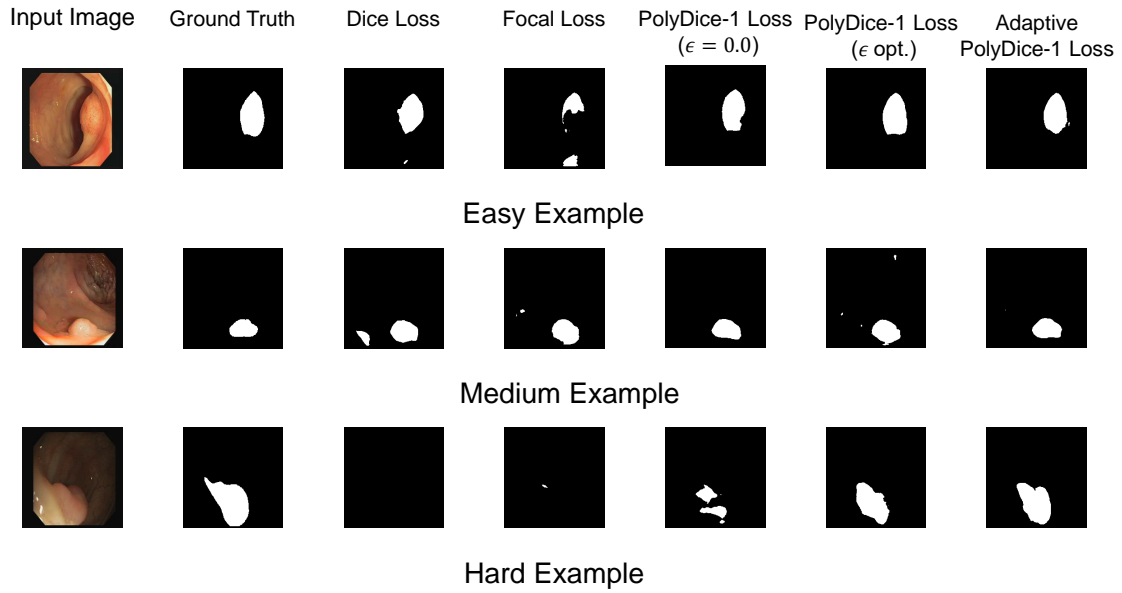 Input Image
Ground Truth
Dice Loss
Focal Loss
PolyDice-1 Loss
(ϵ = 0.0)
PolyDice-1 Loss
(ϵ opt.)
Adaptive
PolyDice-1 Loss
Easy Example
Medium Example
Hard Example